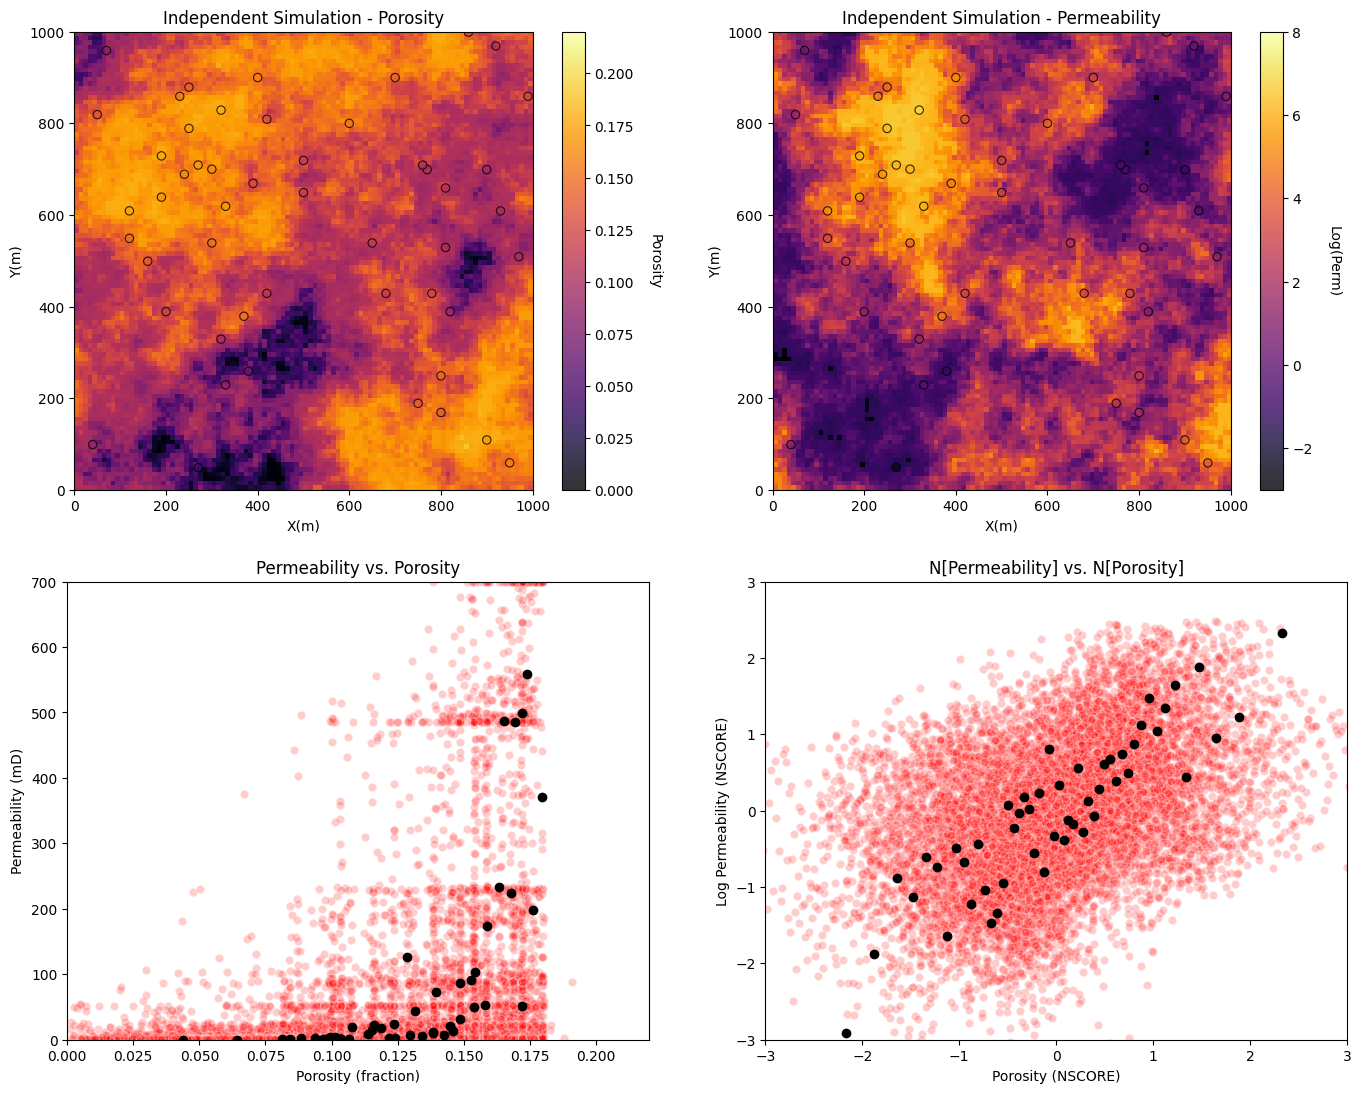 Independent Simulation - Porosity
1000
800
600
400
200
0
Y(m)
0 200 400 600 800 1000
X(m)
0.200
0.175
0.150
0.125
0.100
0.075
0.050
0.025
0.000
Porosity
Independent Simulation - Permeability
1000
800
600
400
200
0
Y(m)
0 200 400 600 800 1000
X(m)
8
6
4
2
0
−2
Log(Perm)
Permeability vs. Porosity
700
600
500
400
300
200
100
0
Permeability (mD)
0.000 0.025 0.050 0.075 0.100 0.125 0.150 0.175 0.200
Porosity (fraction)
N[Permeability] vs. N[Porosity]
3
2
1
0
−1
−2
−3
Log Permeability (NSCORE)
−3 −2 −1 0 1 2 3
Porosity (NSCORE)